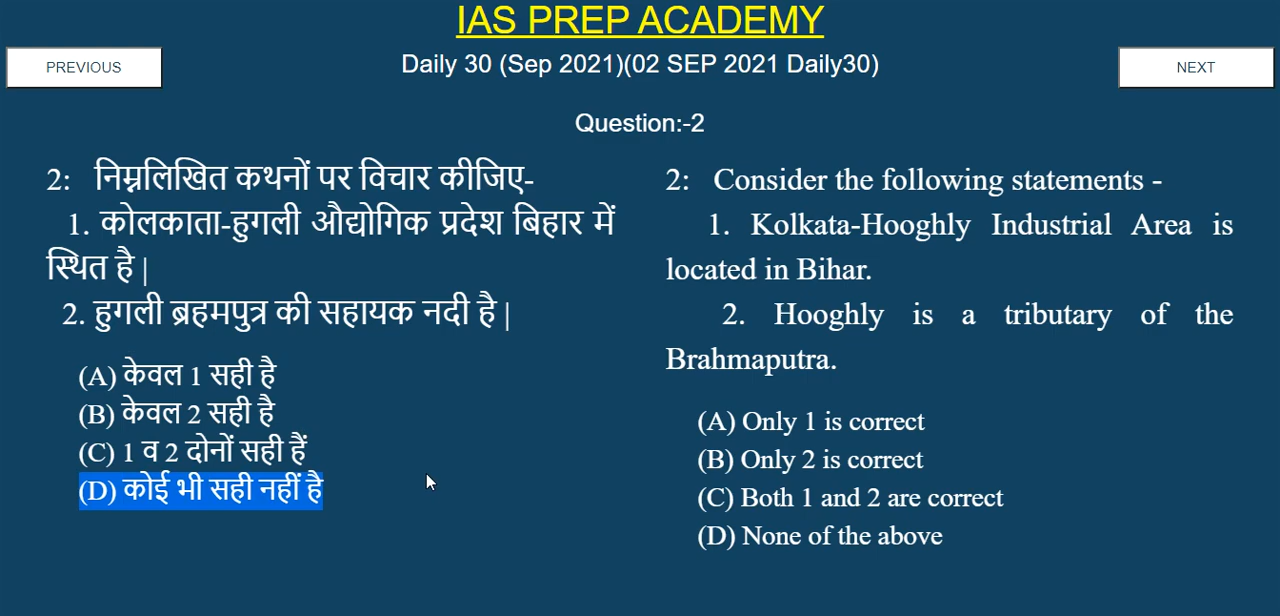 IAS PREP ACADEMY
PREVIOUS
Daily 30 (Sep 2021)(02 SEP 2021 Daily30)
NEXT
Question:-2
2: निम्नलिखित कथनों पर विचार कीजिए-
1. कोलकाता-हुगली औद्योगिक प्रदेश बिहार में
स्थित है |
2. हुगली ब्रहमपुत्र की सहायक नदी है |
(A) केवल 1 सही है
(B) केवल 2 सही है
(C) 1 व 2 दोनों सही हैं
(D) कोई भी सही नहीं है
2: Consider the following statements -
1. Kolkata-Hooghly Industrial Area is
located in Bihar.
2. Hooghly is a tributary of the
Brahmaputra.
(A) Only 1 is correct
(B) Only 2 is correct
(C) Both 1 and 2 are correct
(D) None of the above